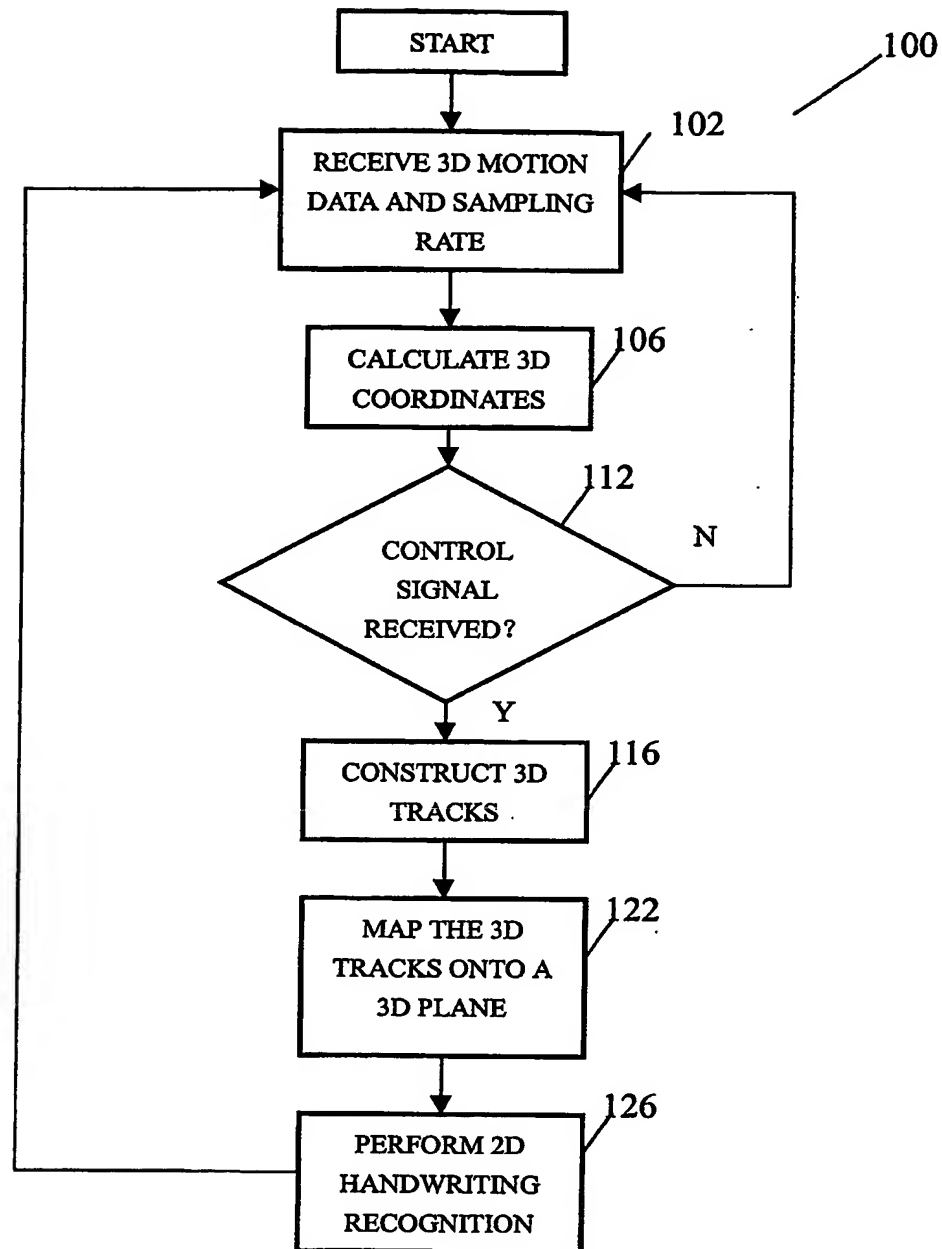 START
100
102
RECEIVE 3D MOTION
DATA AND SAMPLING
RATE
106
CALCULATE 3D
COORDINATES
112
CONTROL
SIGNAL
RECEIVED?
N
Y
116
CONSTRUCT 3D
TRACKS
122
MAP THE 3D
TRACKS ONTO A
3D PLANE
126
PERFORM 2D
HANDWRITING
RECOGNITION